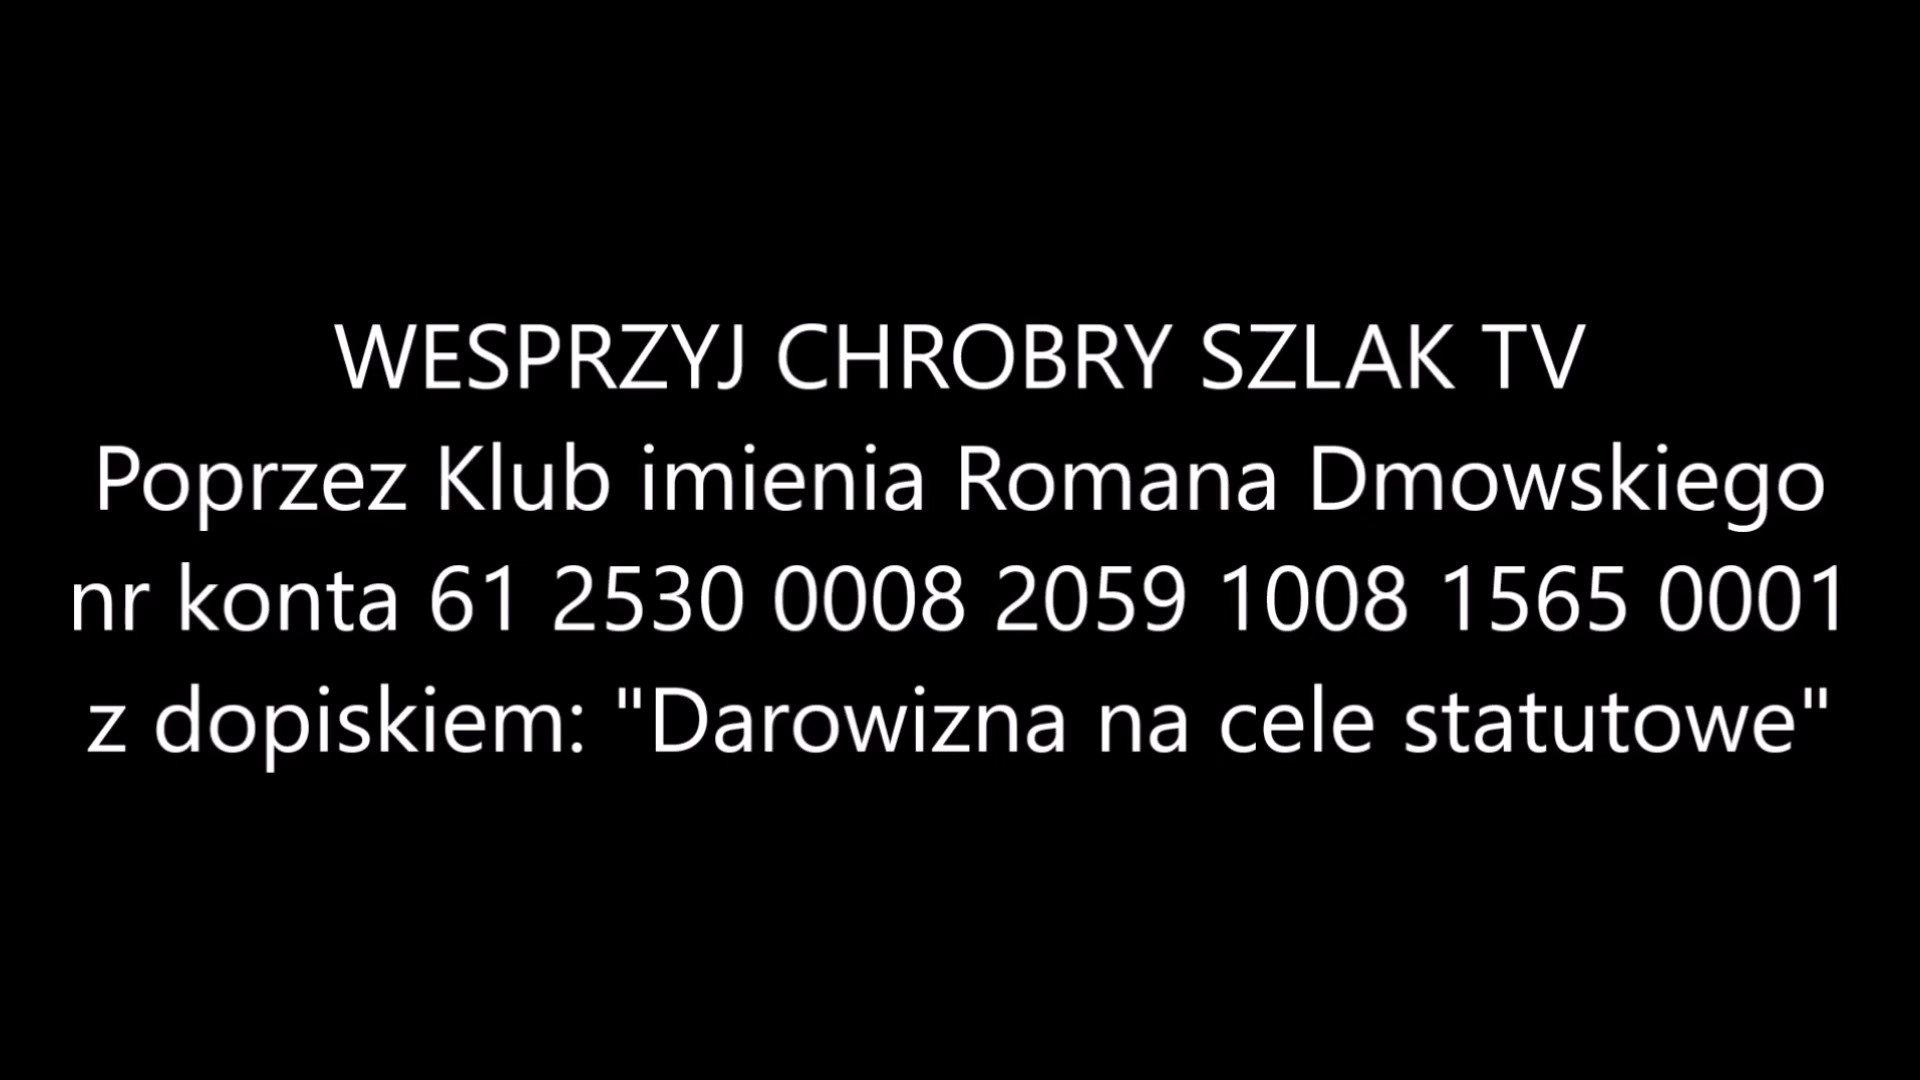 WESPRZYJ CHROBRY SZLAK TV
Poprzez Klub imienia Romana Dmowskiego
nr konta 61 2530 0008 2059 1008 1565 0001
z dopiskiem: "Darowizna na cele statutowe"